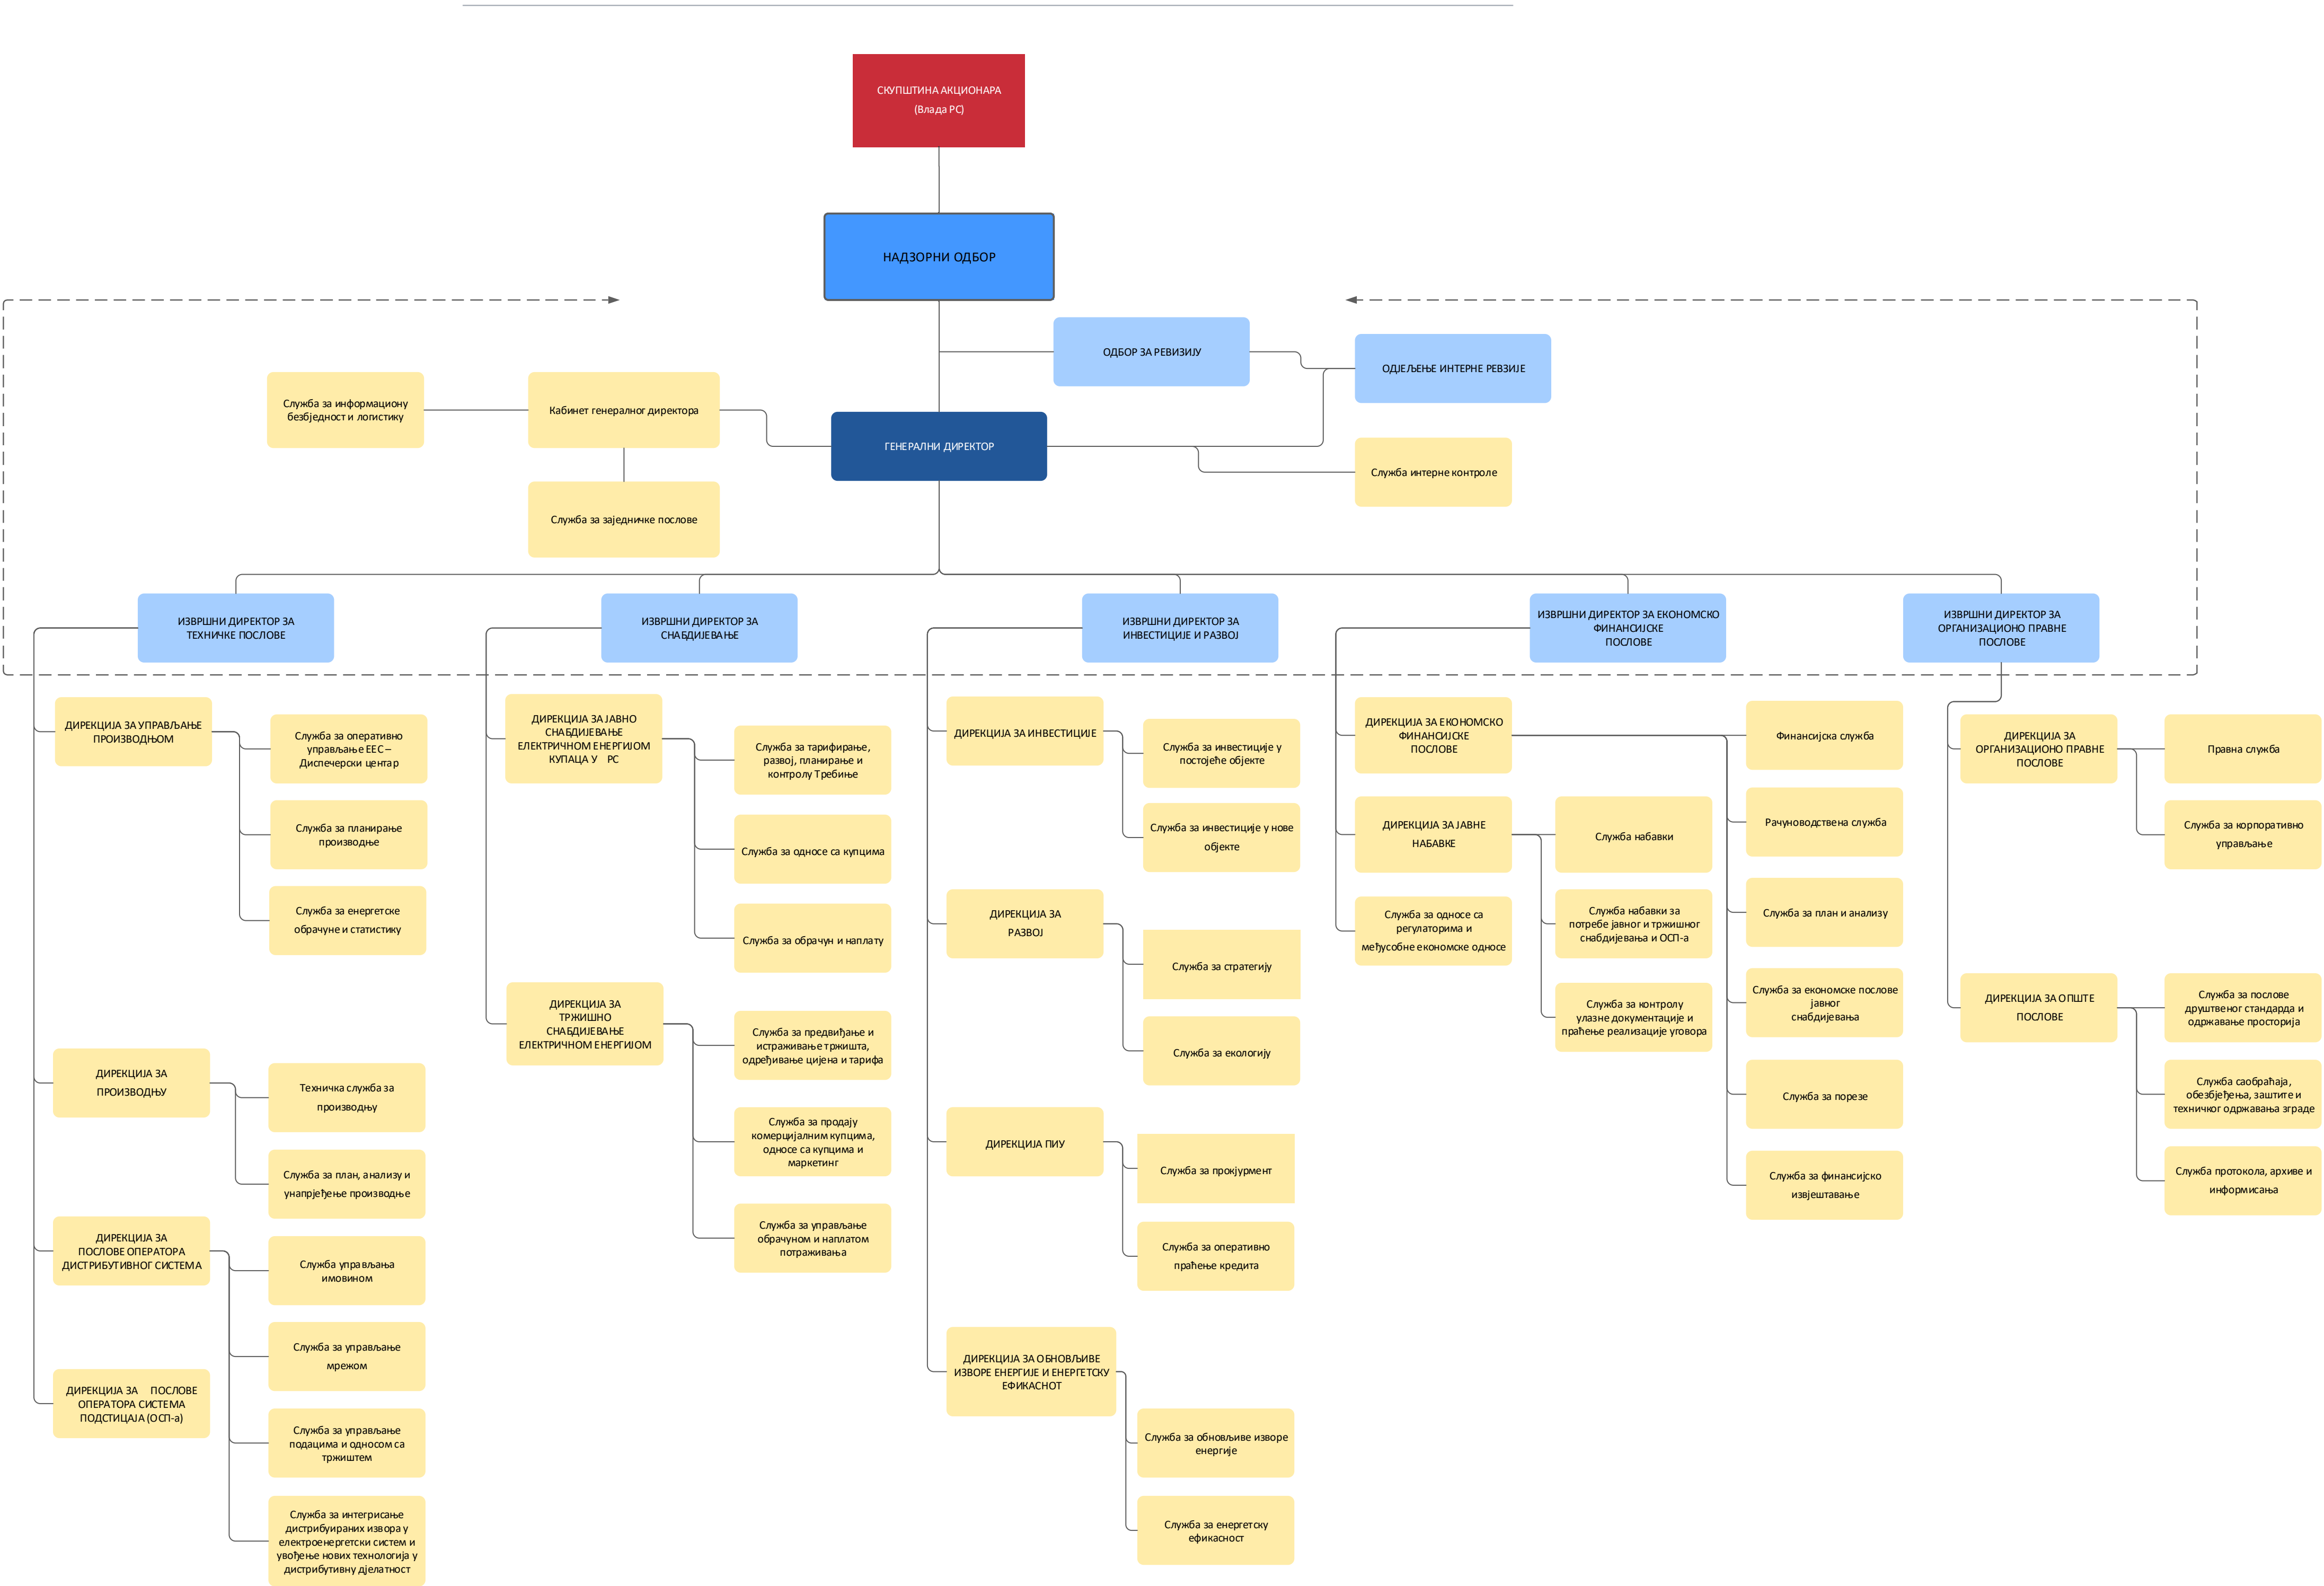 СКУПШТИНА АКЦИОНАРА
(Влада РС)
НАДЗОРНИ ОДБОР
ОДБОР ЗА РЕВИЗИЈУ
ОДЈЕЉЕЊЕ ИНТЕРНЕ РЕВЗИЈЕ
Служба за информациону
безбједност и логистику
Кабинет генералног директора
ГЕНЕРАЛНИ ДИРЕКТОР
Служба интерне контроле
Служба за заједничке послове
ИЗВРШНИ ДИРЕКТОР ЗА
ТЕХНИЧКЕ ПОСЛОВЕ
ИЗВРШНИ ДИРЕКТОР ЗА
СНАБДИЈЕВАЊЕ
ИЗВРШНИ ДИРЕКТОР ЗА
ИНВЕСТИЦИЈЕ И РАЗВОЈ
ИЗВРШНИ ДИРЕКТОР ЗА ЕКОНОМСКО
ФИНАНСИЈСКЕ
ПОСЛОВЕ
ИЗВРШНИ ДИРЕКТОР ЗА
ОРГАНИЗАЦИОНО ПРАВНЕ
ПОСЛОВЕ
ДИРЕКЦИЈА ЗА УПРАВЉАЊЕ
ПРОИЗВОДЊОМ
Служба за оперативно
управљање ЕЕС –
Диспечерски центар
Служба за планирање
производње
Служба за енергетске
обрачуне и статистику
ДИРЕКЦИЈА ЗА
ПРОИЗВОДЊУ
Техничка служба за
производњу
Служба за план, анализу и
унапрјеђење производње
ДИРЕКЦИЈА ЗА
ПОСЛОВЕ ОПЕРАТОРА
ДИСТРИБУТИВНОГ СИСТЕМА
Служба управљања
имовином
Служба за управљање
мрежом
ДИРЕКЦИЈА ЗА ПОСЛОВЕ
ОПЕРАТОРА СИСТЕМА
ПОДСТИЦАЈА (ОСП-а)
Служба за управљање
подацима и односом са
тржиштем
Служба за интегрисање
дистрибуираних извора у
електроенергетски систем и
увођење нових технологија у
дистрибутивну дјелатност
ДИРЕКЦИЈА ЗА ЈАВНО
СНАБДИЈЕВАЊЕ
ЕЛЕКТРИЧНОМ ЕНЕРГИЈОМ
КУПАЦА У РС
Служба за тарифирање,
развој, планирање и
контролу Требиње
Служба за односе са купцима
Служба за обрачун и наплату
ДИРЕКЦИЈА ЗА
ТРЖИШНО
СНАБДИЈЕВАЊЕ
ЕЛЕКТРИЧНОМ ЕНЕРГИЈОМ
Служба за предвиђање и
истраживање тржишта,
одређивање цијена и тарифа
Служба за продају
комерцијалним купцима,
односе са купцима и
маркетинг
Служба за управљање
обрачуном и наплатом
потраживања
ДИРЕКЦИЈА ЗА ИНВЕСТИЦИЈЕ
Служба за инвестиције у
постојеће објекте
Служба за инвестиције у нове
објекте
ДИРЕКЦИЈА ЗА
РАЗВОЈ
Служба за стратегију
Служба за екологију
ДИРЕКЦИЈА ПИУ
Служба за прокјурмент
Служба за оперативно
праћење кредита
ДИРЕКЦИЈА ЗА ОБНОВЉИВЕ
ИЗВОРЕ ЕНЕРГИЈЕ И ЕНЕРГЕТСКУ
ЕФИКАСНОТ
Служба за обновљиве изворе
енергије
Служба за енергетску
ефикасност
ДИРЕКЦИЈА ЗА ЕКОНОМСКО
ФИНАНСИЈСКЕ
ПОСЛОВЕ
Финансијска служба
Рачуноводствена служба
ДИРЕКЦИЈА ЗА ЈАВНЕ
НАБАВКЕ
Служба набавки
Служба за односе са
регулаторима и
међусобне економске односе
Служба набавки за
потребе јавног и тржишног
снабдијевања и ОСП-а
Служба за план и анализу
Служба за контролу
улазне документације и
праћење реализације уговора
Служба за економске послове
јавног
снабдијевања
Служба за порезе
Служба за финансијско
извјештавање
ДИРЕКЦИЈА ЗА
ОРГАНИЗАЦИОНО ПРАВНЕ
ПОСЛОВЕ
Правна служба
Служба за корпоративно
управљање
ДИРЕКЦИЈА ЗА ОПШТЕ
ПОСЛОВЕ
Служба за послове
друштвеног стандарда и
одржавање просторија
Служба саобраћаја,
обезбјеђења, заштите и
техничког одржавања зграде
Служба протокола, архиве и
информисања